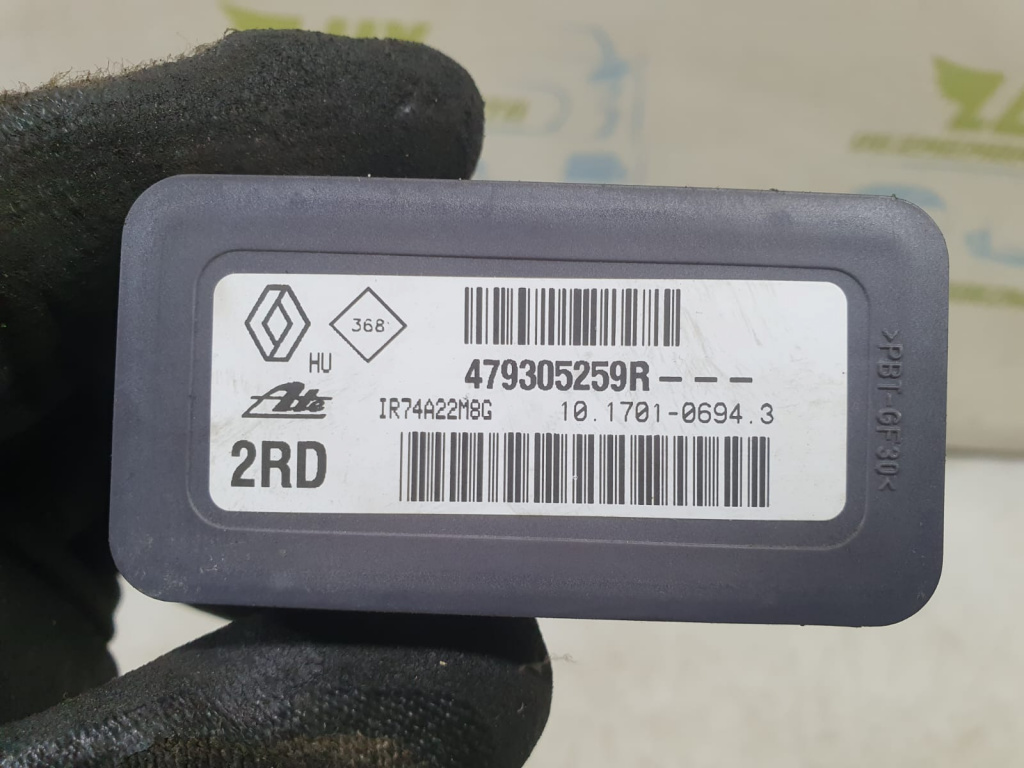 368
HU
479305259R---
Ate
IR74A22M8G 10.1701-0694.3
2RD
>PBT-GF30<